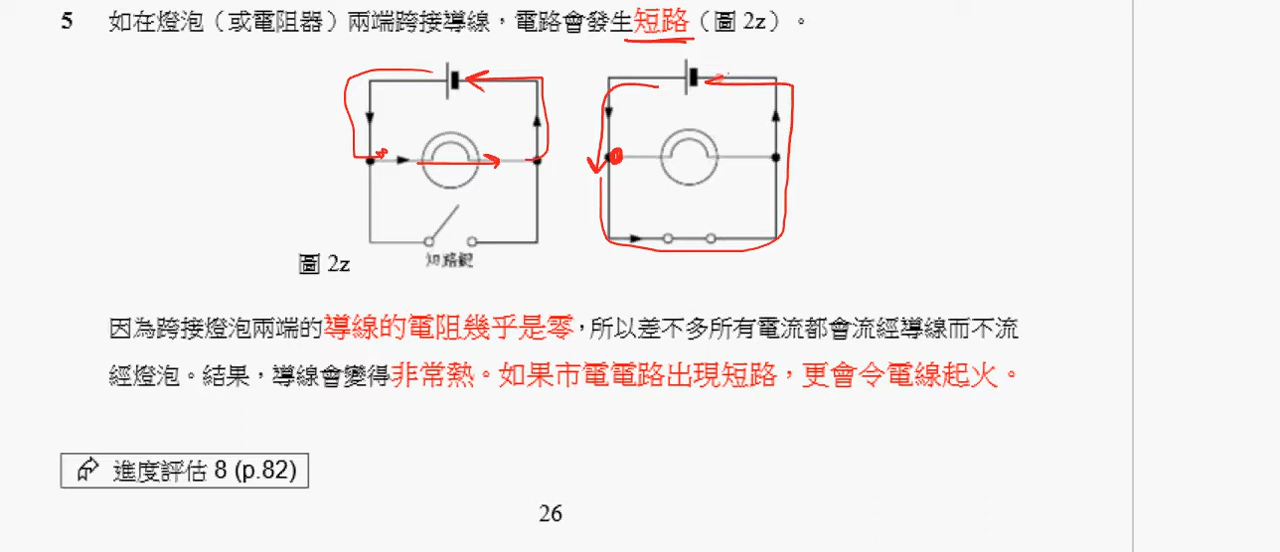 5 如在燈泡（或電阻器）兩端跨接導線，電路會發生短路（圖 2z）。
短路鍵
圖 2z
因為跨接燈泡兩端的導線的電阻幾乎是零，所以差不多所有電流都會流經導線而不流
經燈泡。結果，導線會變得非常熱。如果市電電路出現短路，更會令電線起火。
進度評估 8 (p.82)
26